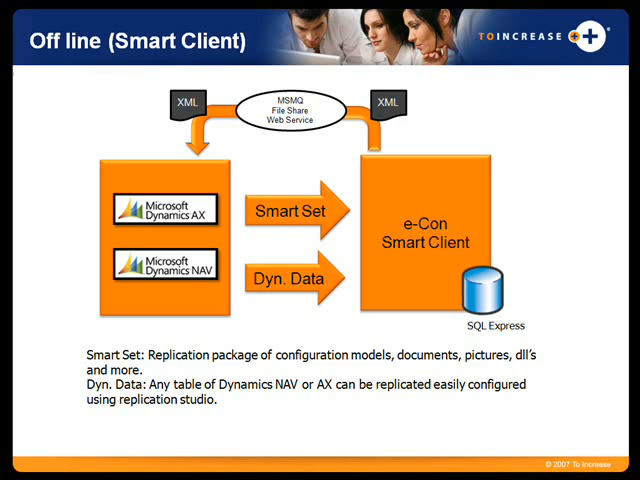 Off line (Smart Client)
TOINCREASE
XML
MSMQ
File Share
Web Service
XML
Microsoft
Dynamics AX
Smart Set
e-Con
Smart Client
Microsoft
Dynamics NAV
Dyn. Data
SQL Express
Smart Set: Replication package of configuration models, documents, pictures, dll's
and more.
Dyn. Data: Any table of Dynamics NAV or AX can be replicated easily configured
using replication studio.
© 2007 To Increase